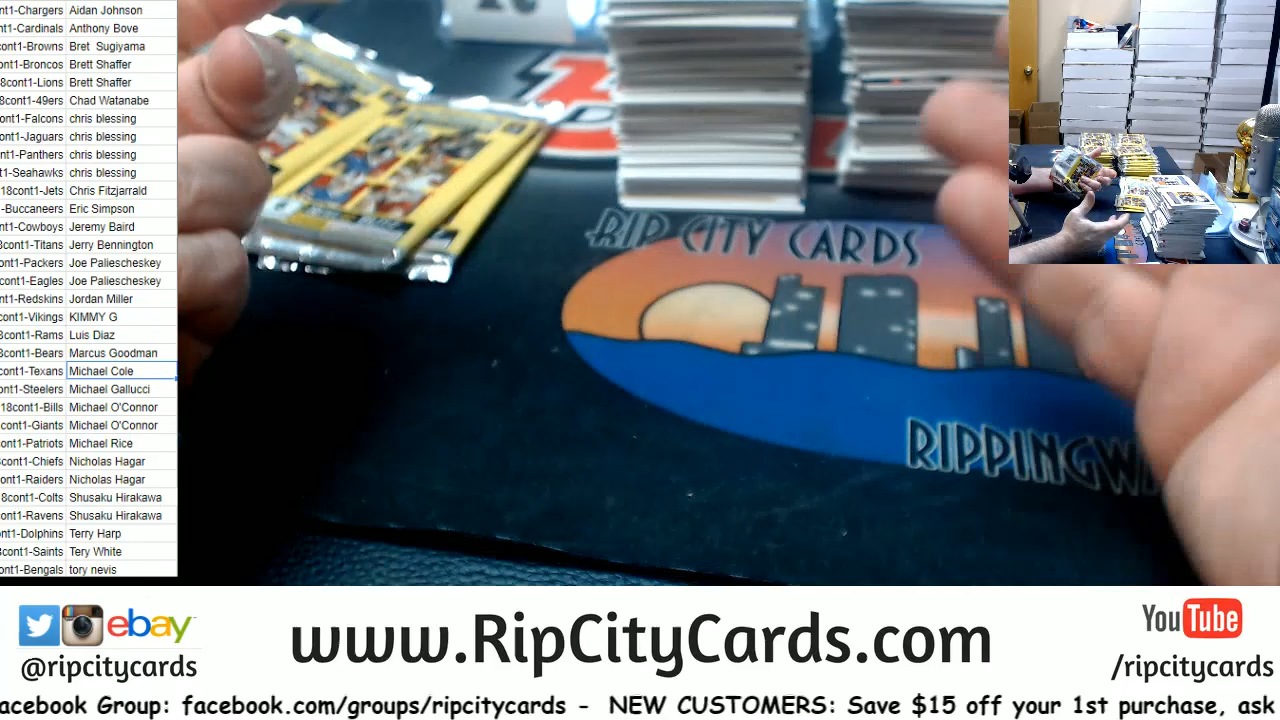 cont1-Chargers Aidan Johnson
cont1-Cardinals Anthony Bove
cont1-Browns Bret Sugiyama
cont1-Broncos Brett Shaffer
8cont1-Lions Brett Shaffer
8cont1-49ers Chad Watanabe
cont1-Falcons chris blessing
cont1-Jaguars chris blessing
nt1-Panthers chris blessing
nt1-Seahawks chris blessing
18cont1-Jets Chris Fitzjarrald
-Buccaneers Eric Simpson
nt1-Cowboys Jeremy Baird
8cont1-Titans Jerry Bennington
ont1-Packers Joe Paliescheskey
cont1-Eagles Joe Paliescheskey
ont1-Redskins Jordan Miller
cont1-Vikings KIMMY G
8cont1-Rams Luis Diaz
8cont1-Bears Marcus Goodman
cont1-Texans Michael Cole
ont1-Steelers Michael Gallucci
18cont1-Bills Michael O'Connor
cont1-Giants Michael O'Connor
ont1-Patriots Michael Rice
8cont1-Chiefs Nicholas Hagar
ont1-Raiders Nicholas Hagar
8cont1-Colts Shusaku Hirakawa
ont1-Ravens Shusaku Hirakawa
nt1-Dolphins Terry Harp
8cont1-Saints Tery White
ont1-Bengals tory nevis
RIP CITY CARDS
RIPPINGW
ebay
@ripcitycards
www.RipCityCards.com
YouTube
/ripcitycards
acebook Group: facebook.com/groups/ripcitycards - NEW CUSTOMERS: Save $15 off your 1st purchase, ask